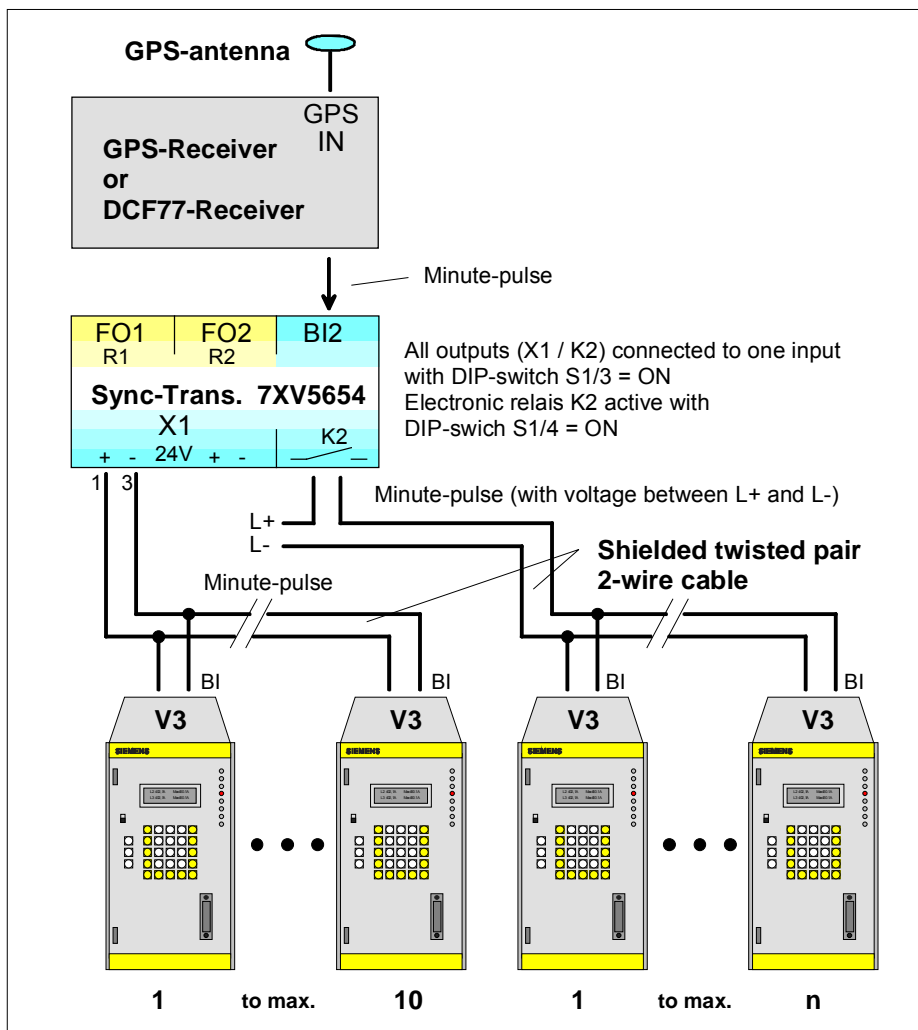 GPS-antenna
GPS
IN
GPS-Receiver
or
DCF77-Receiver
Minute-pulse
FO1 FO2 BI2
R1 R2
Sync-Trans. 7XV5654
X1
K2
+ - 24V + -
1 3
All outputs (X1 / K2) connected to one input
with DIP-switch S1/3 = ON
Electronic relais K2 active with
DIP-swich S1/4 = ON
Minute-pulse (with voltage between L+ and L-)
L+
L-
Shielded twisted pair
2-wire cable
Minute-pulse
BI BI BI BI
V3 V3 V3 V3
SIEMENS SIEMENS SIEMENS SIEMENS
1 to max. 10 1 to max. n